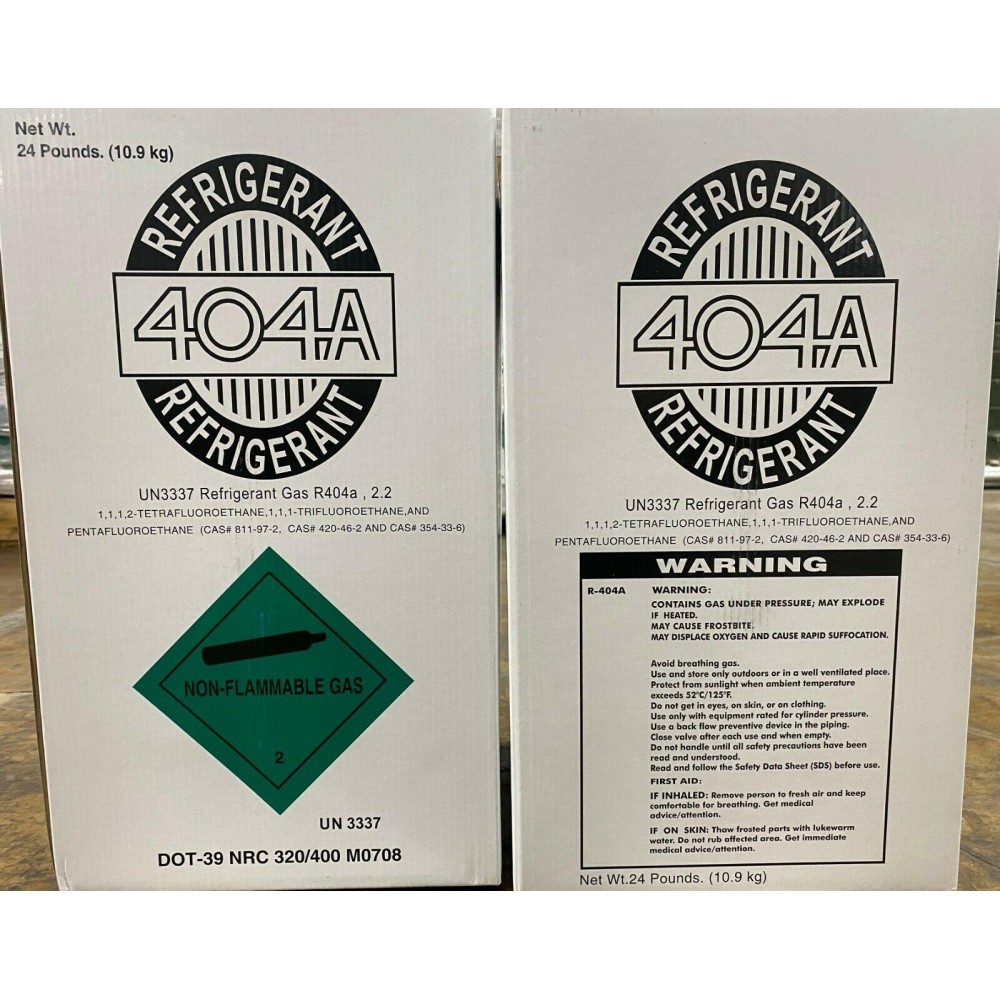 Net Wt.
24 Pounds. (10.9 kg)
REFRIGERANT
404A
REFRIGERANT
UN3337 Refrigerant Gas R404a , 2.2
1,1,1,2-TETRAFLUOROETHANE,1,1,1-TRIFLUOROETHANE,AND
PENTAFLUOROETHANE (CAS# 811-97-2, CAS# 420-46-2 AND CAS# 354-33-6)
NON-FLAMMABLE GAS
2
UN 3337
DOT-39 NRC 320/400 M0708
REFRIGERANT
404A
REFRIGERANT
UN3337 Refrigerant Gas R404a , 2.2
1,1,1,2-TETRAFLUOROETHANE,1,1,1-TRIFLUOROETHANE,AND
PENTAFLUOROETHANE (CAS# 811-97-2, CAS# 420-46-2 AND CAS# 354-33-6)
WARNING
R-404A WARNING:
CONTAINS GAS UNDER PRESSURE; MAY EXPLODE
IF HEATED.
MAY CAUSE FROSTBITE.
MAY DISPLACE OXYGEN AND CAUSE RAPID SUFFOCATION.
Avoid breathing gas.
Use and store only outdoors or in a well ventilated place.
Protect from sunlight when ambient temperature
exceeds 52°C/125°F.
Do not get in eyes, on skin, or on clothing.
Use only with equipment rated for cylinder pressure.
Use a back flow preventive device in the piping.
Close valve after each use and when empty.
Do not handle until all safety precautions have been
read and understood.
Read and follow the Safety Data Sheet (SDS) before use.
FIRST AID:
IF INHALED: Remove person to fresh air and keep
comfortable for breathing. Get medical
advice/attention.
IF ON SKIN: Thaw frosted parts with lukewarm
water. Do not rub affected area. Get immediate
medical advice/attention.
Net Wt.24 Pounds. (10.9 kg)